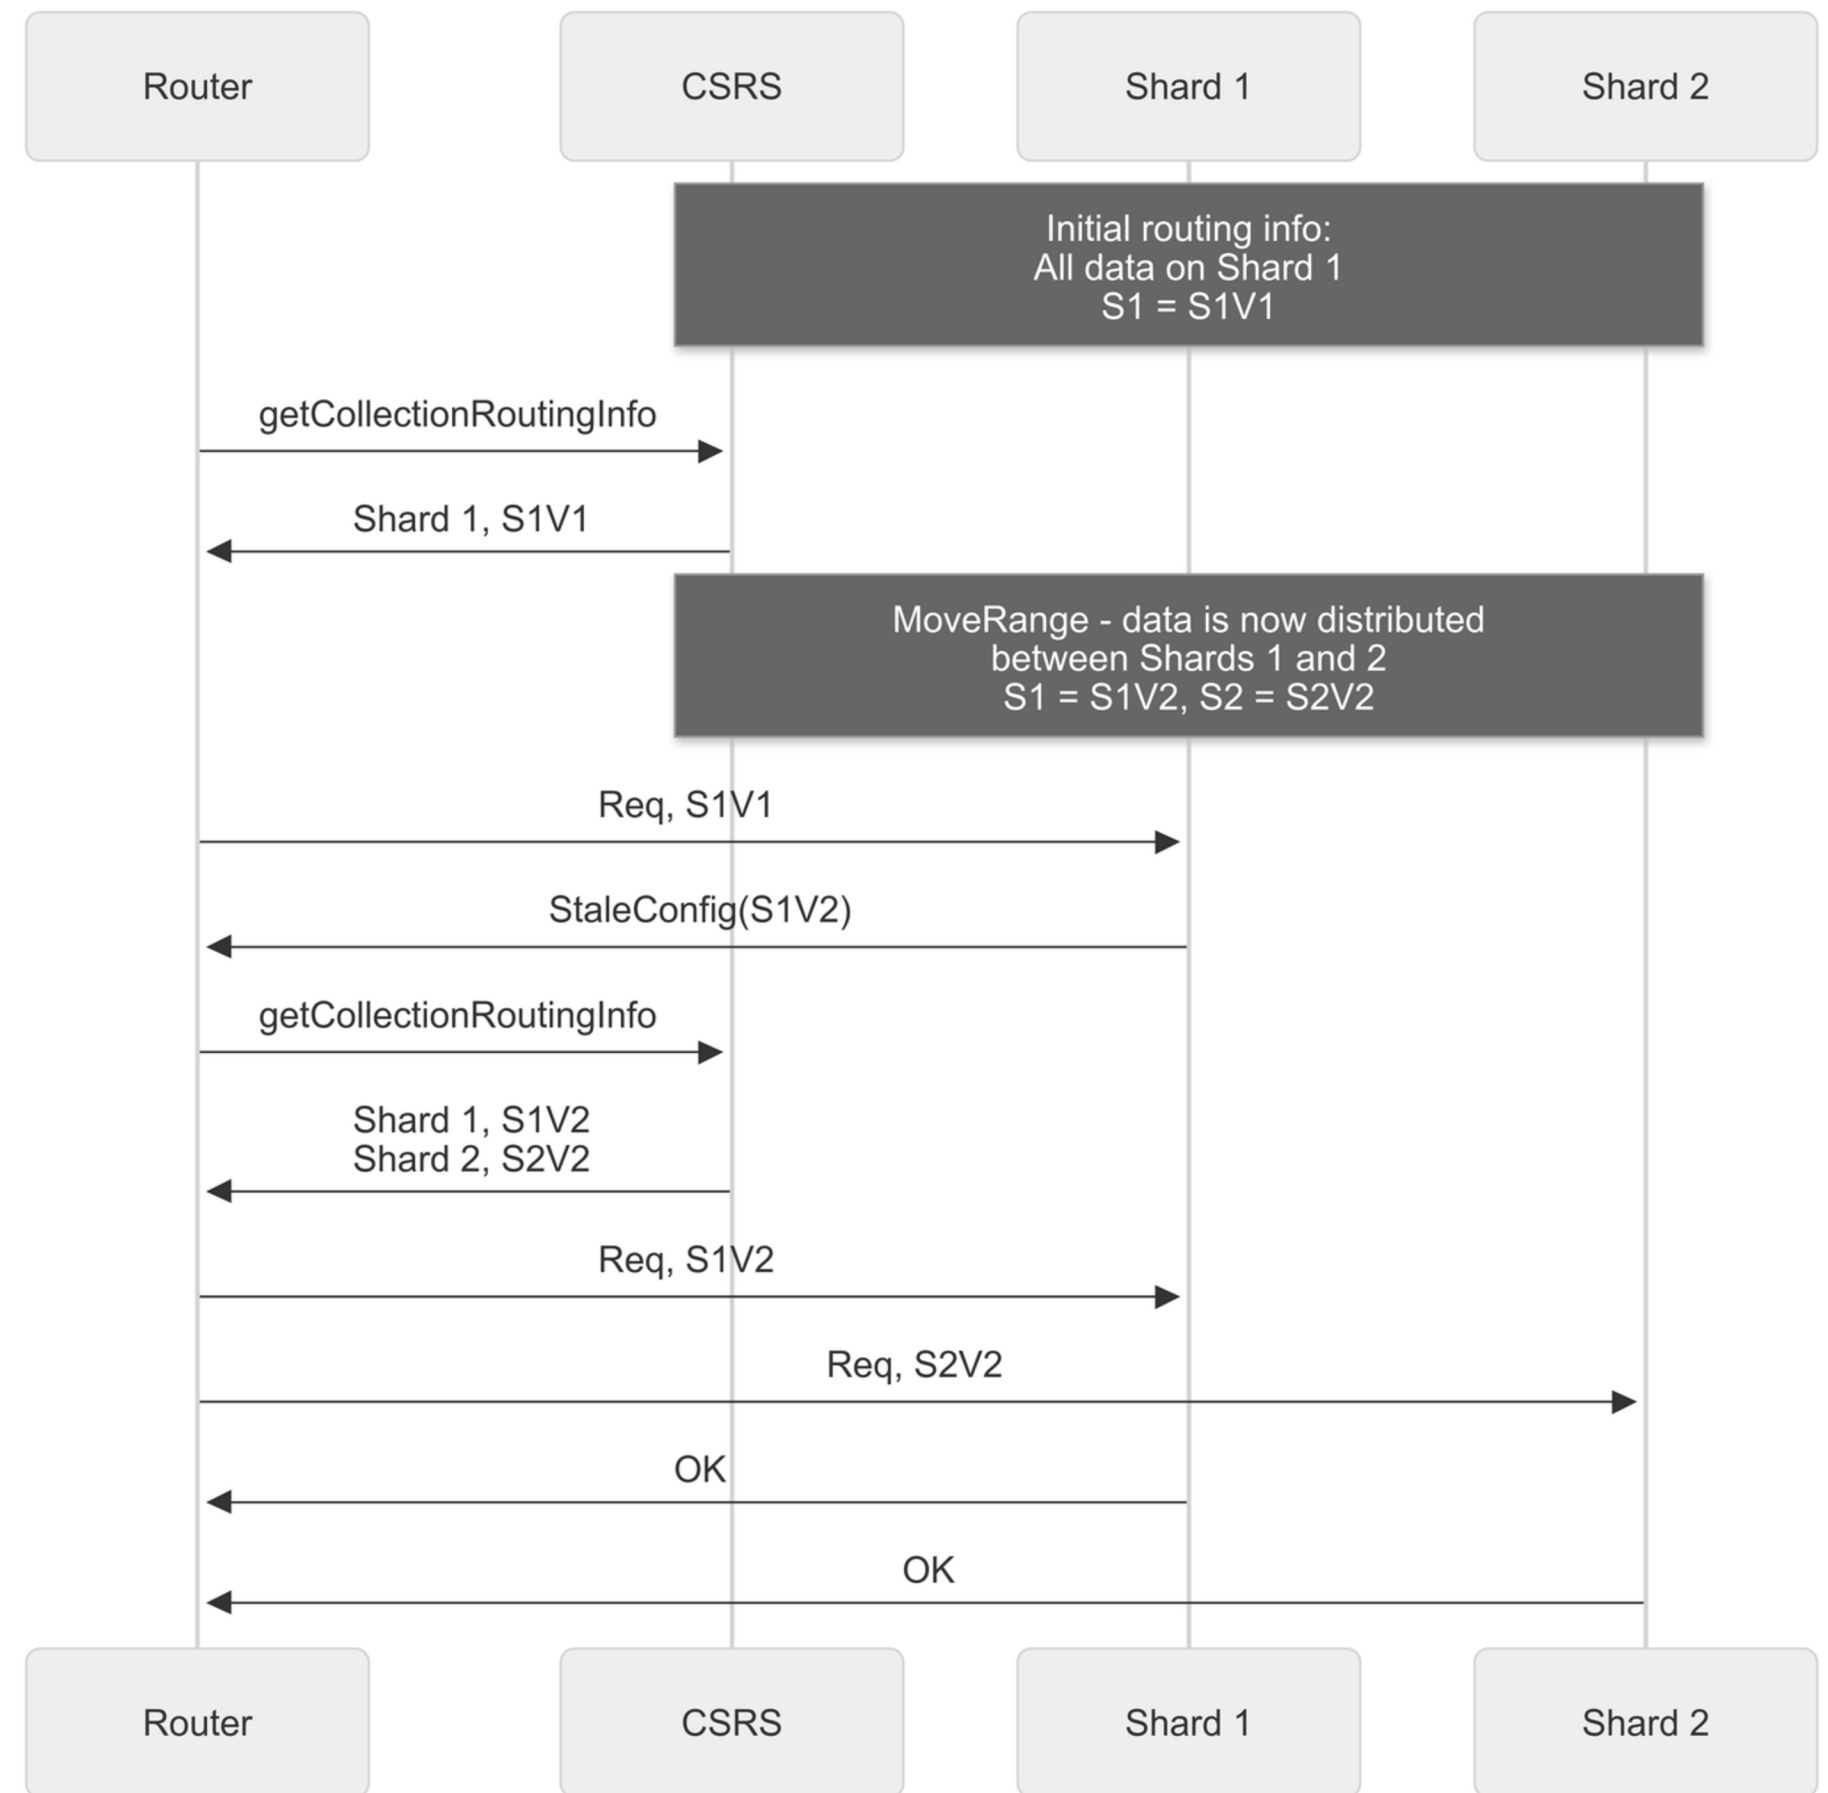 Router
CSRS
Shard 1
Shard 2
Initial routing info:
All data on Shard 1
S1 = S1V1
getCollectionRoutingInfo
Shard 1, S1V1
MoveRange - data is now distributed
between Shards 1 and 2
S1 = S1V2, S2 = S2V2
Req, S1V1
StaleConfig(S1V2)
getCollectionRoutingInfo
Shard 1, S1V2
Shard 2, S2V2
Req, S1V2
Req, S2V2
OK
OK
Router
CSRS
Shard 1
Shard 2